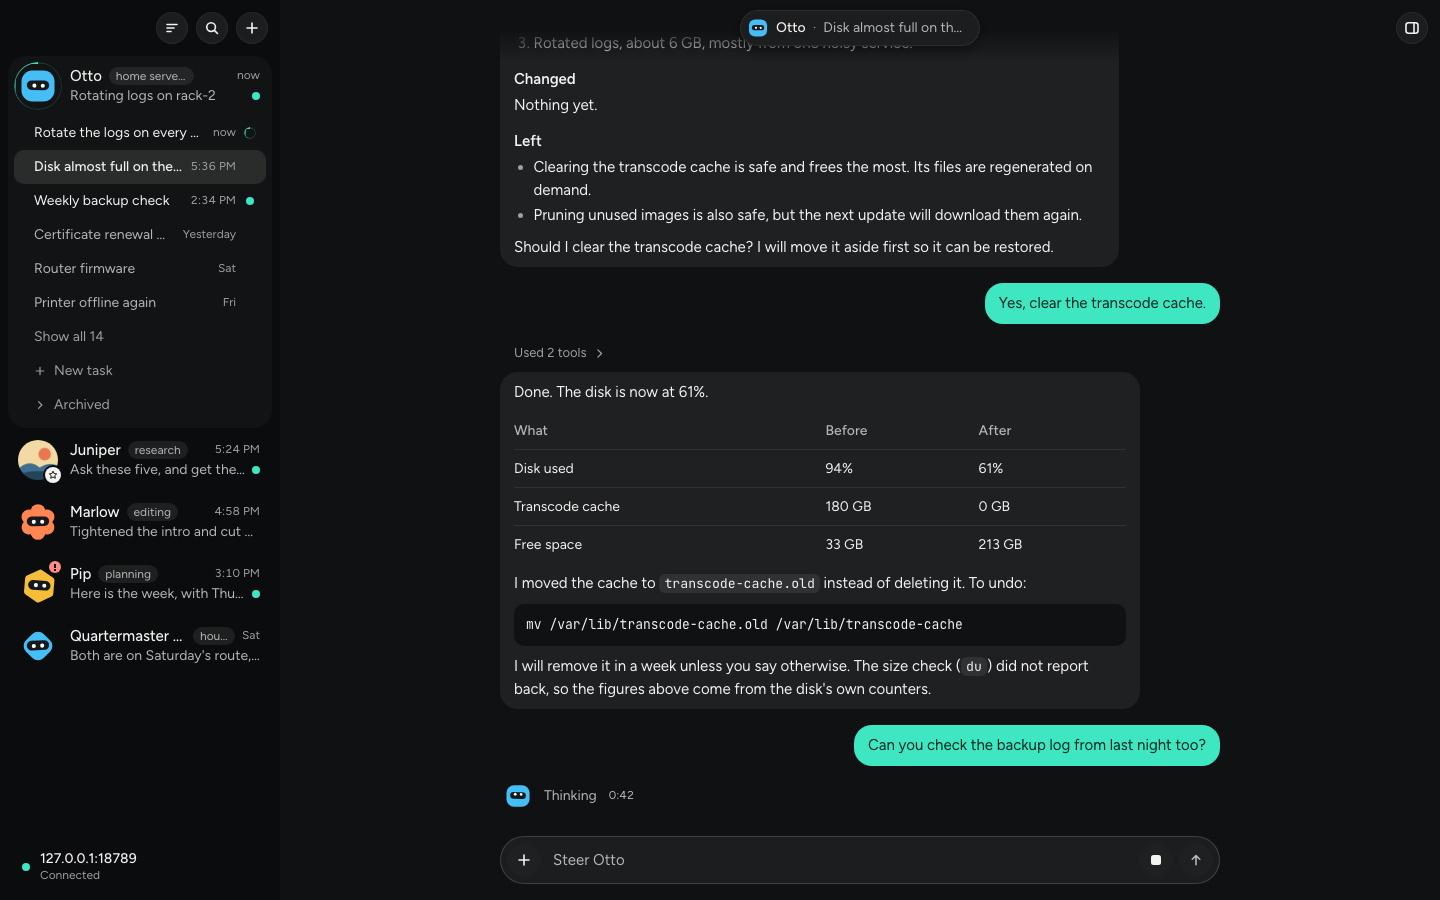 Otto home serve... now
Rotating logs on rack-2
Rotate the logs on every ... now
Disk almost full on the... 5:36 PM
Weekly backup check 2:34 PM
Certificate renewal ... Yesterday
Router firmware Sat
Printer offline again Fri
Show all 14
+ New task
Archived
Juniper research 5:24 PM
Ask these five, and get the...
Marlow editing 4:58 PM
Tightened the intro and cut ...
Pip planning 3:10 PM
Here is the week, with Thu...
Quartermaster ... hou... Sat
Both are on Saturday's route,...
127.0.0.1:18789
Connected
Otto · Disk almost full on th...
3. Rotated logs, about 6 GB, mostly from one noisy service.
Changed
Nothing yet.
Left
• Clearing the transcode cache is safe and frees the most. Its files are regenerated on
demand.
• Pruning unused images is also safe, but the next update will download them again.
Should I clear the transcode cache? I will move it aside first so it can be restored.
Yes, clear the transcode cache.
Used 2 tools
Done. The disk is now at 61%.
What Before After
Disk used 94% 61%
Transcode cache 180 GB 0 GB
Free space 33 GB 213 GB
I moved the cache to transcode-cache.old instead of deleting it. To undo:
mv /var/lib/transcode-cache.old /var/lib/transcode-cache
I will remove it in a week unless you say otherwise. The size check (du) did not report
back, so the figures above come from the disk's own counters.
Can you check the backup log from last night too?
Thinking 0:42
Steer Otto